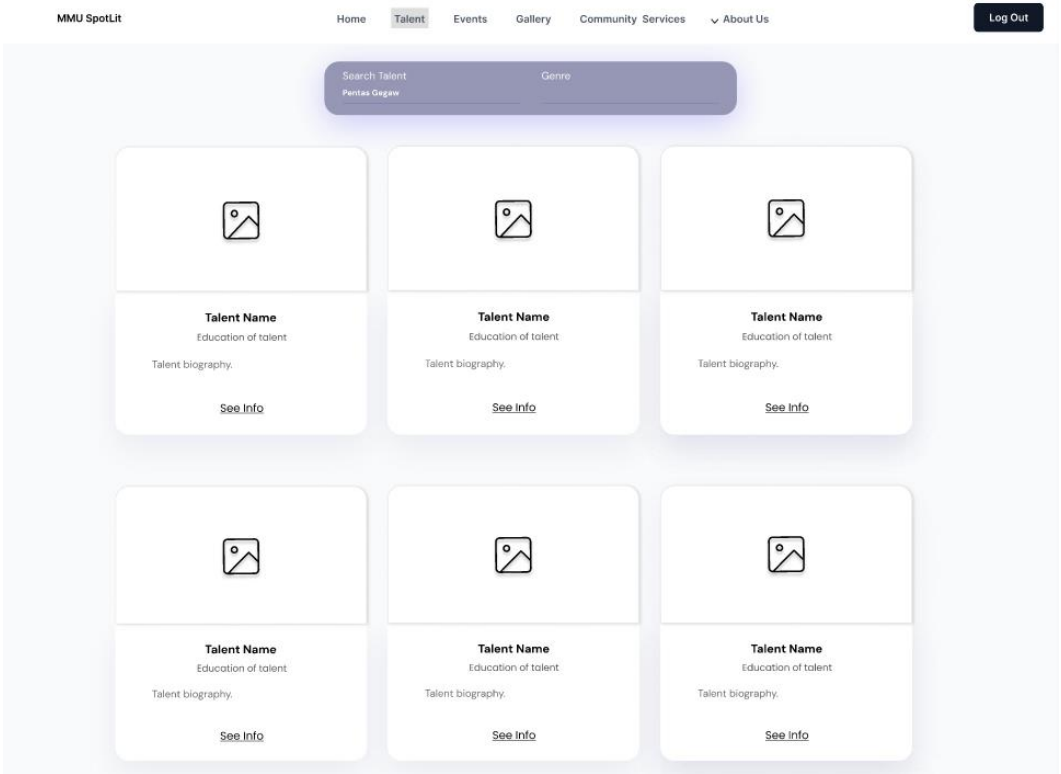 MMU SpotLit Home Talent Events Gallery Community Services About Us Log Out
Search Talent Genre
Pentas Gegaw
Talent Name Talent Name Talent Name
Education of talent Education of talent Education of talent
Talent biography. Talent biography. Talent biography.
See Info See Info See Info
Talent Name Talent Name Talent Name
Education of talent Education of talent Education of talent
Talent biography. Talent biography. Talent biography.
See Info See Info See Info